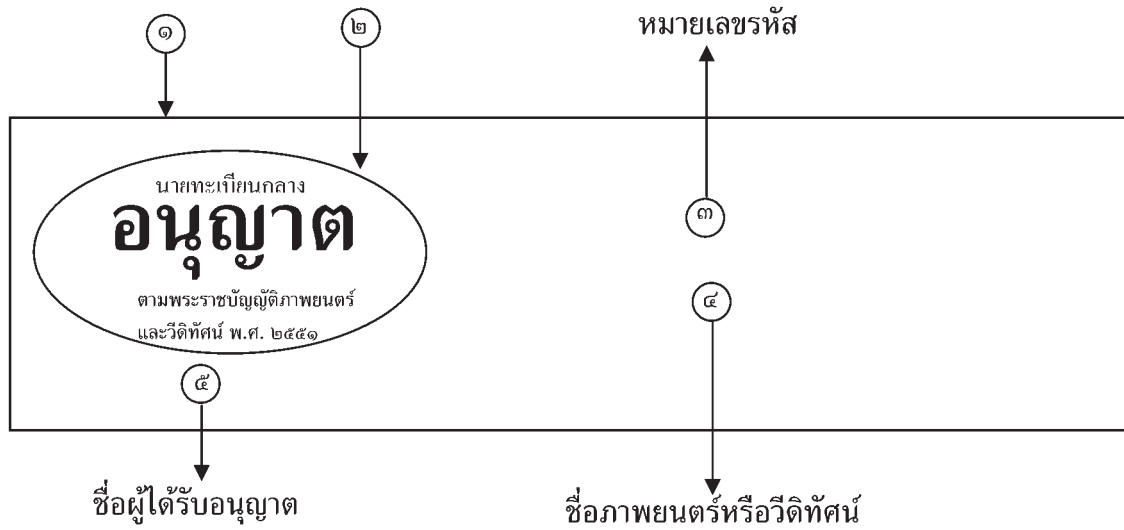 ๑
๒
หมายเลขรหัส
นายทะเบียนกลาง
อนุญาต
ตามพระราชบัญญัติภาพยนตร์
และวีดิทัศน์ พ.ศ. ๒๕๕๑
๓
๔
๕
ชื่อผู้ได้รับอนุญาต
ชื่อภาพยนตร์หรือวีดิทัศน์